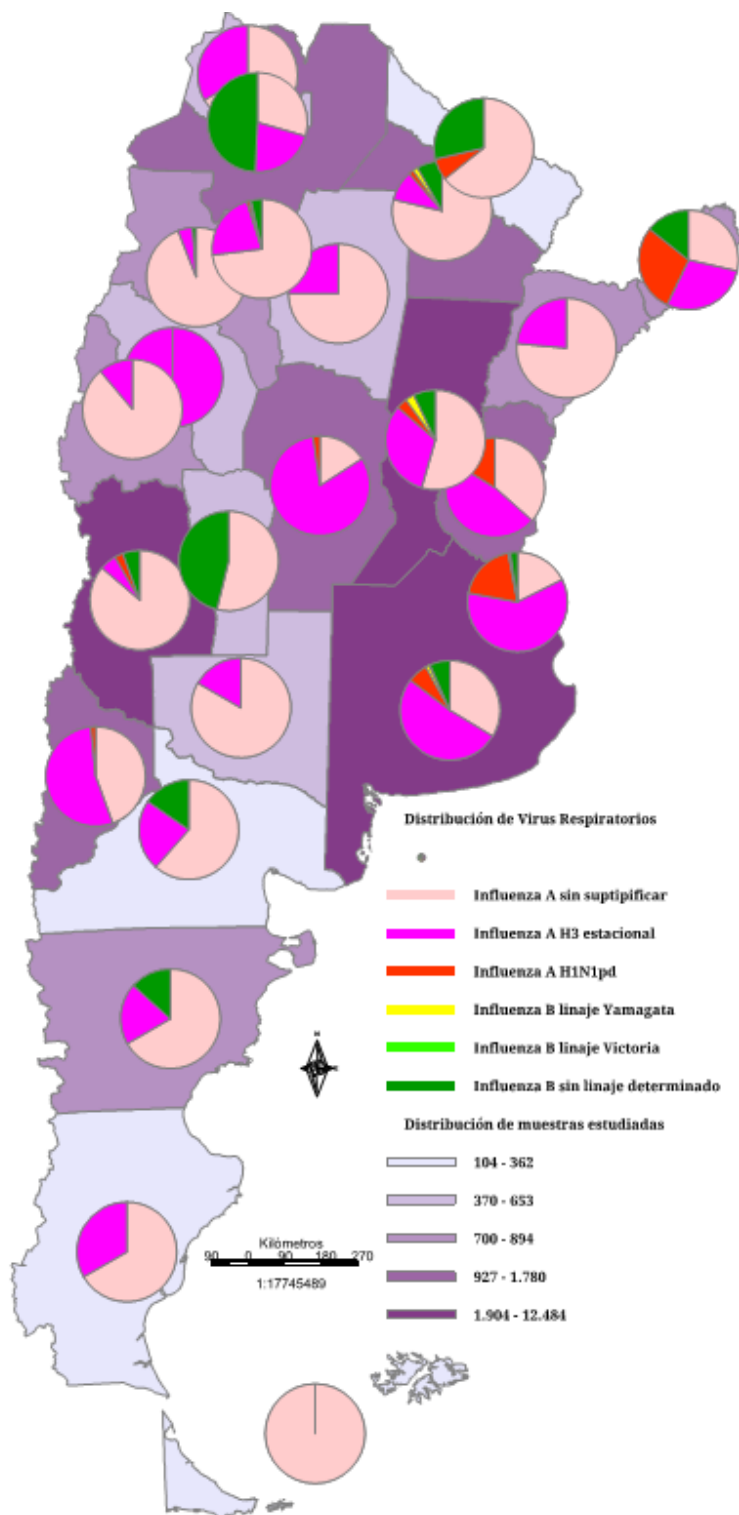 Distribución de Virus Respiratorios
Influenza A sin suptipificar
Influenza A H3 estacional
Influenza A H1N1pd
Influenza B linaje Yamagata
Influenza B linaje Victoria
Influenza B sin linaje determinado
Distribución de muestras estudiadas
104 - 362
370 - 653
700 - 894
927 - 1.780
1.904 - 12.484
Kilómetros
90 0 90 180 270
1:17745489